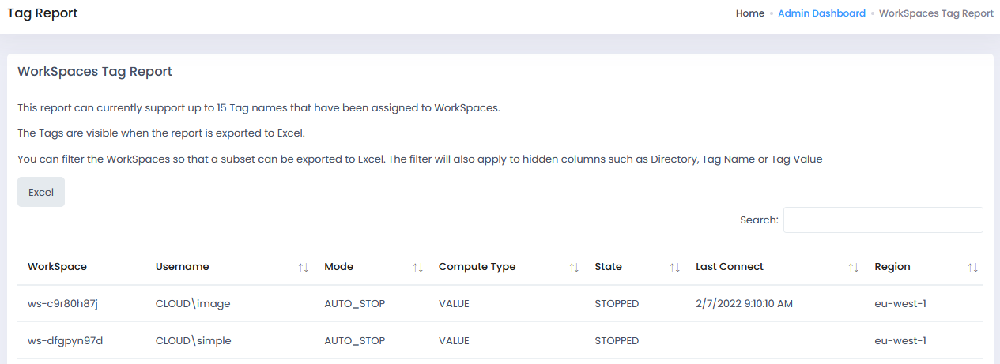 Tag Report
Home • Admin Dashboard • WorkSpaces Tag Report
WorkSpaces Tag Report
This report can currently support up to 15 Tag names that have been assigned to WorkSpaces.
The Tags are visible when the report is exported to Excel.
You can filter the WorkSpaces so that a subset can be exported to Excel. The filter will also apply to hidden columns such as Directory, Tag Name or Tag Value
Excel
Search:
WorkSpace Username Mode Compute Type State Last Connect Region
ws-c9r80h87j CLOUD\image AUTO_STOP VALUE STOPPED 2/7/2022 9:10:10 AM eu-west-1
ws-dfgpyn97d CLOUD\simple AUTO_STOP VALUE STOPPED eu-west-1